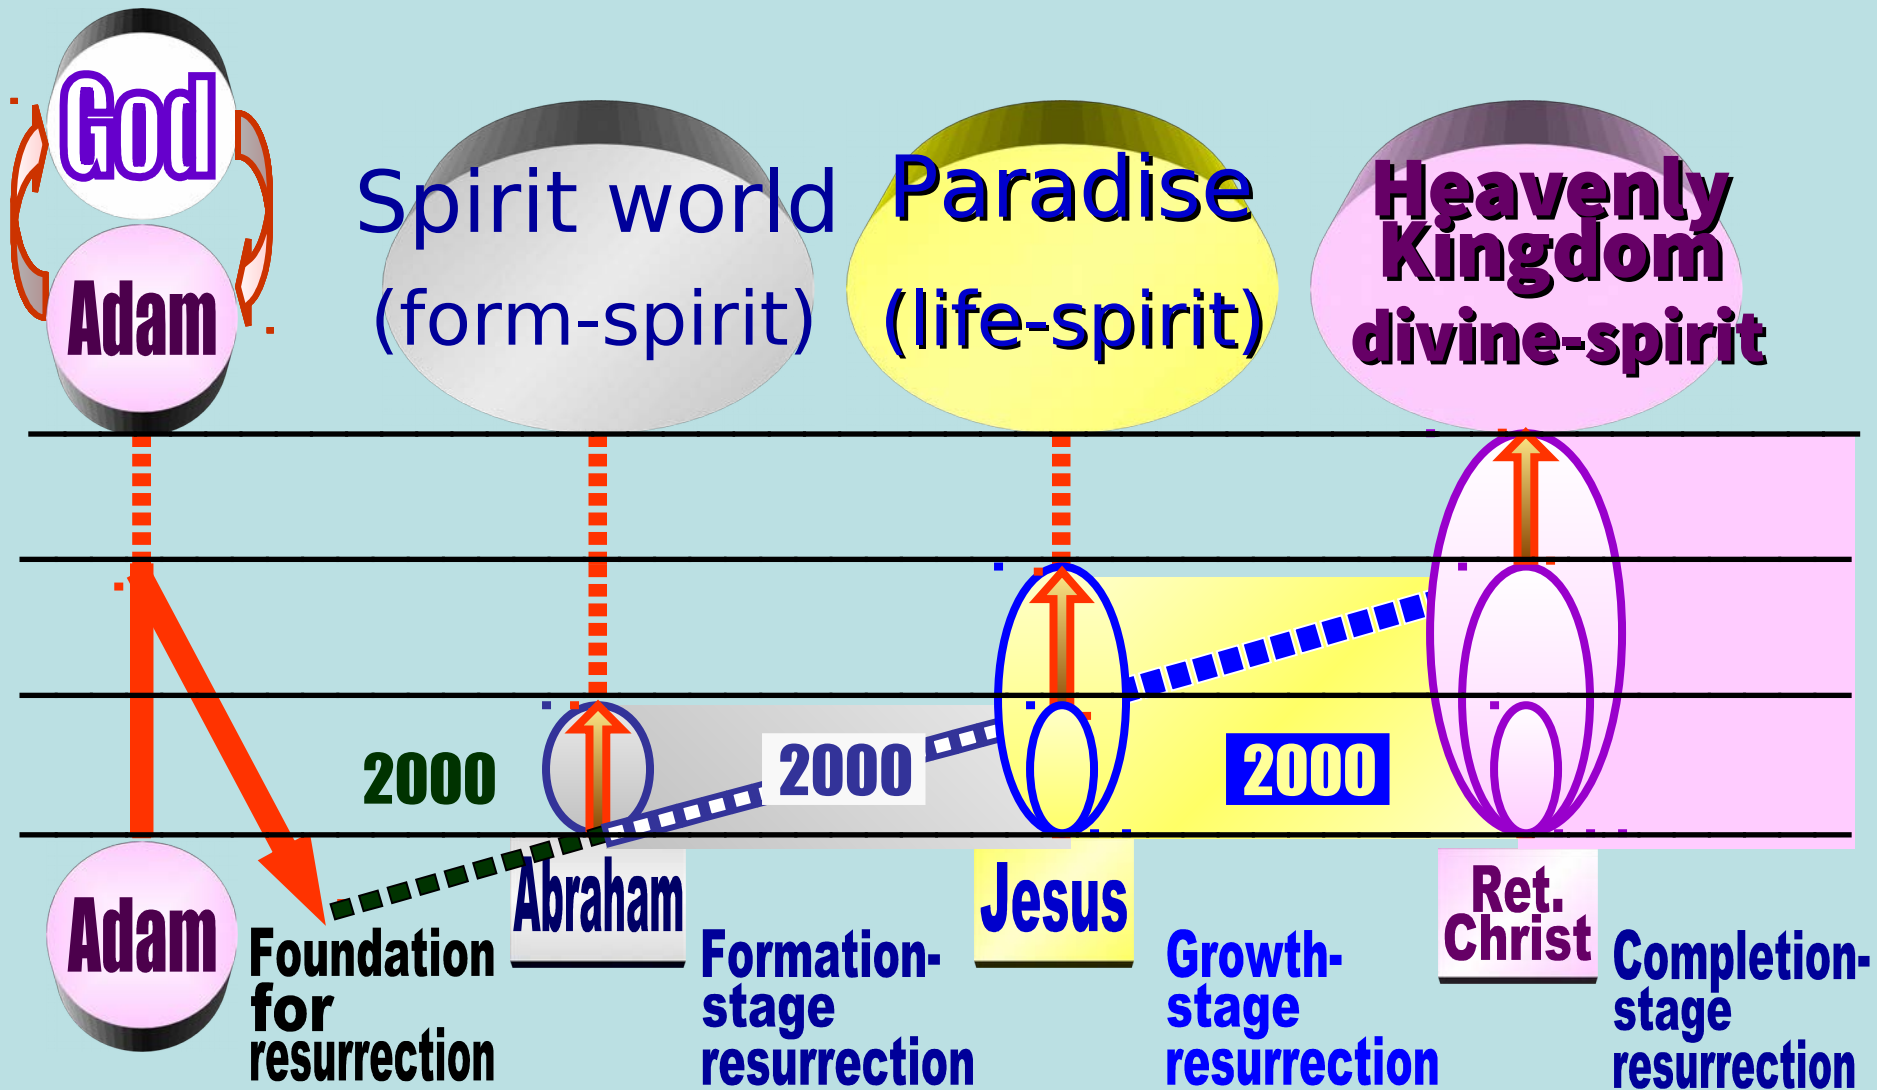 God
Adam
Spirit world
(form-spirit)
Paradise
(life-spirit)
Heavenly
Kingdom
divine-spirit
2000
2000
2000
Adam
Foundation
for
resurrection
Abraham
Formation-
stage
resurrection
Jesus
Growth-
stage
resurrection
Ret.
Christ
Completion-
stage
resurrection